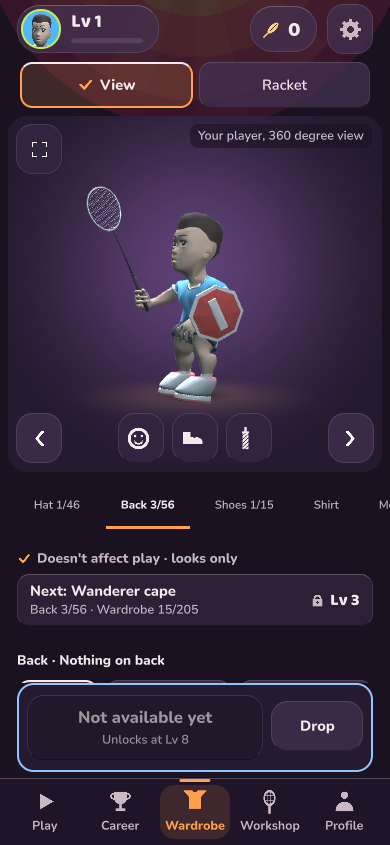 Lv 1
0
View
Racket
Your player, 360 degree view
Hat 1/46
Back 3/56
Shoes 1/15
Shirt
Doesn't affect play · looks only
Next: Wanderer cape
Back 3/56 · Wardrobe 15/205
Lv 3
Back · Nothing on back
Not available yet
Unlocks at Lv 8
Drop
Play
Career
Wardrobe
Workshop
Profile